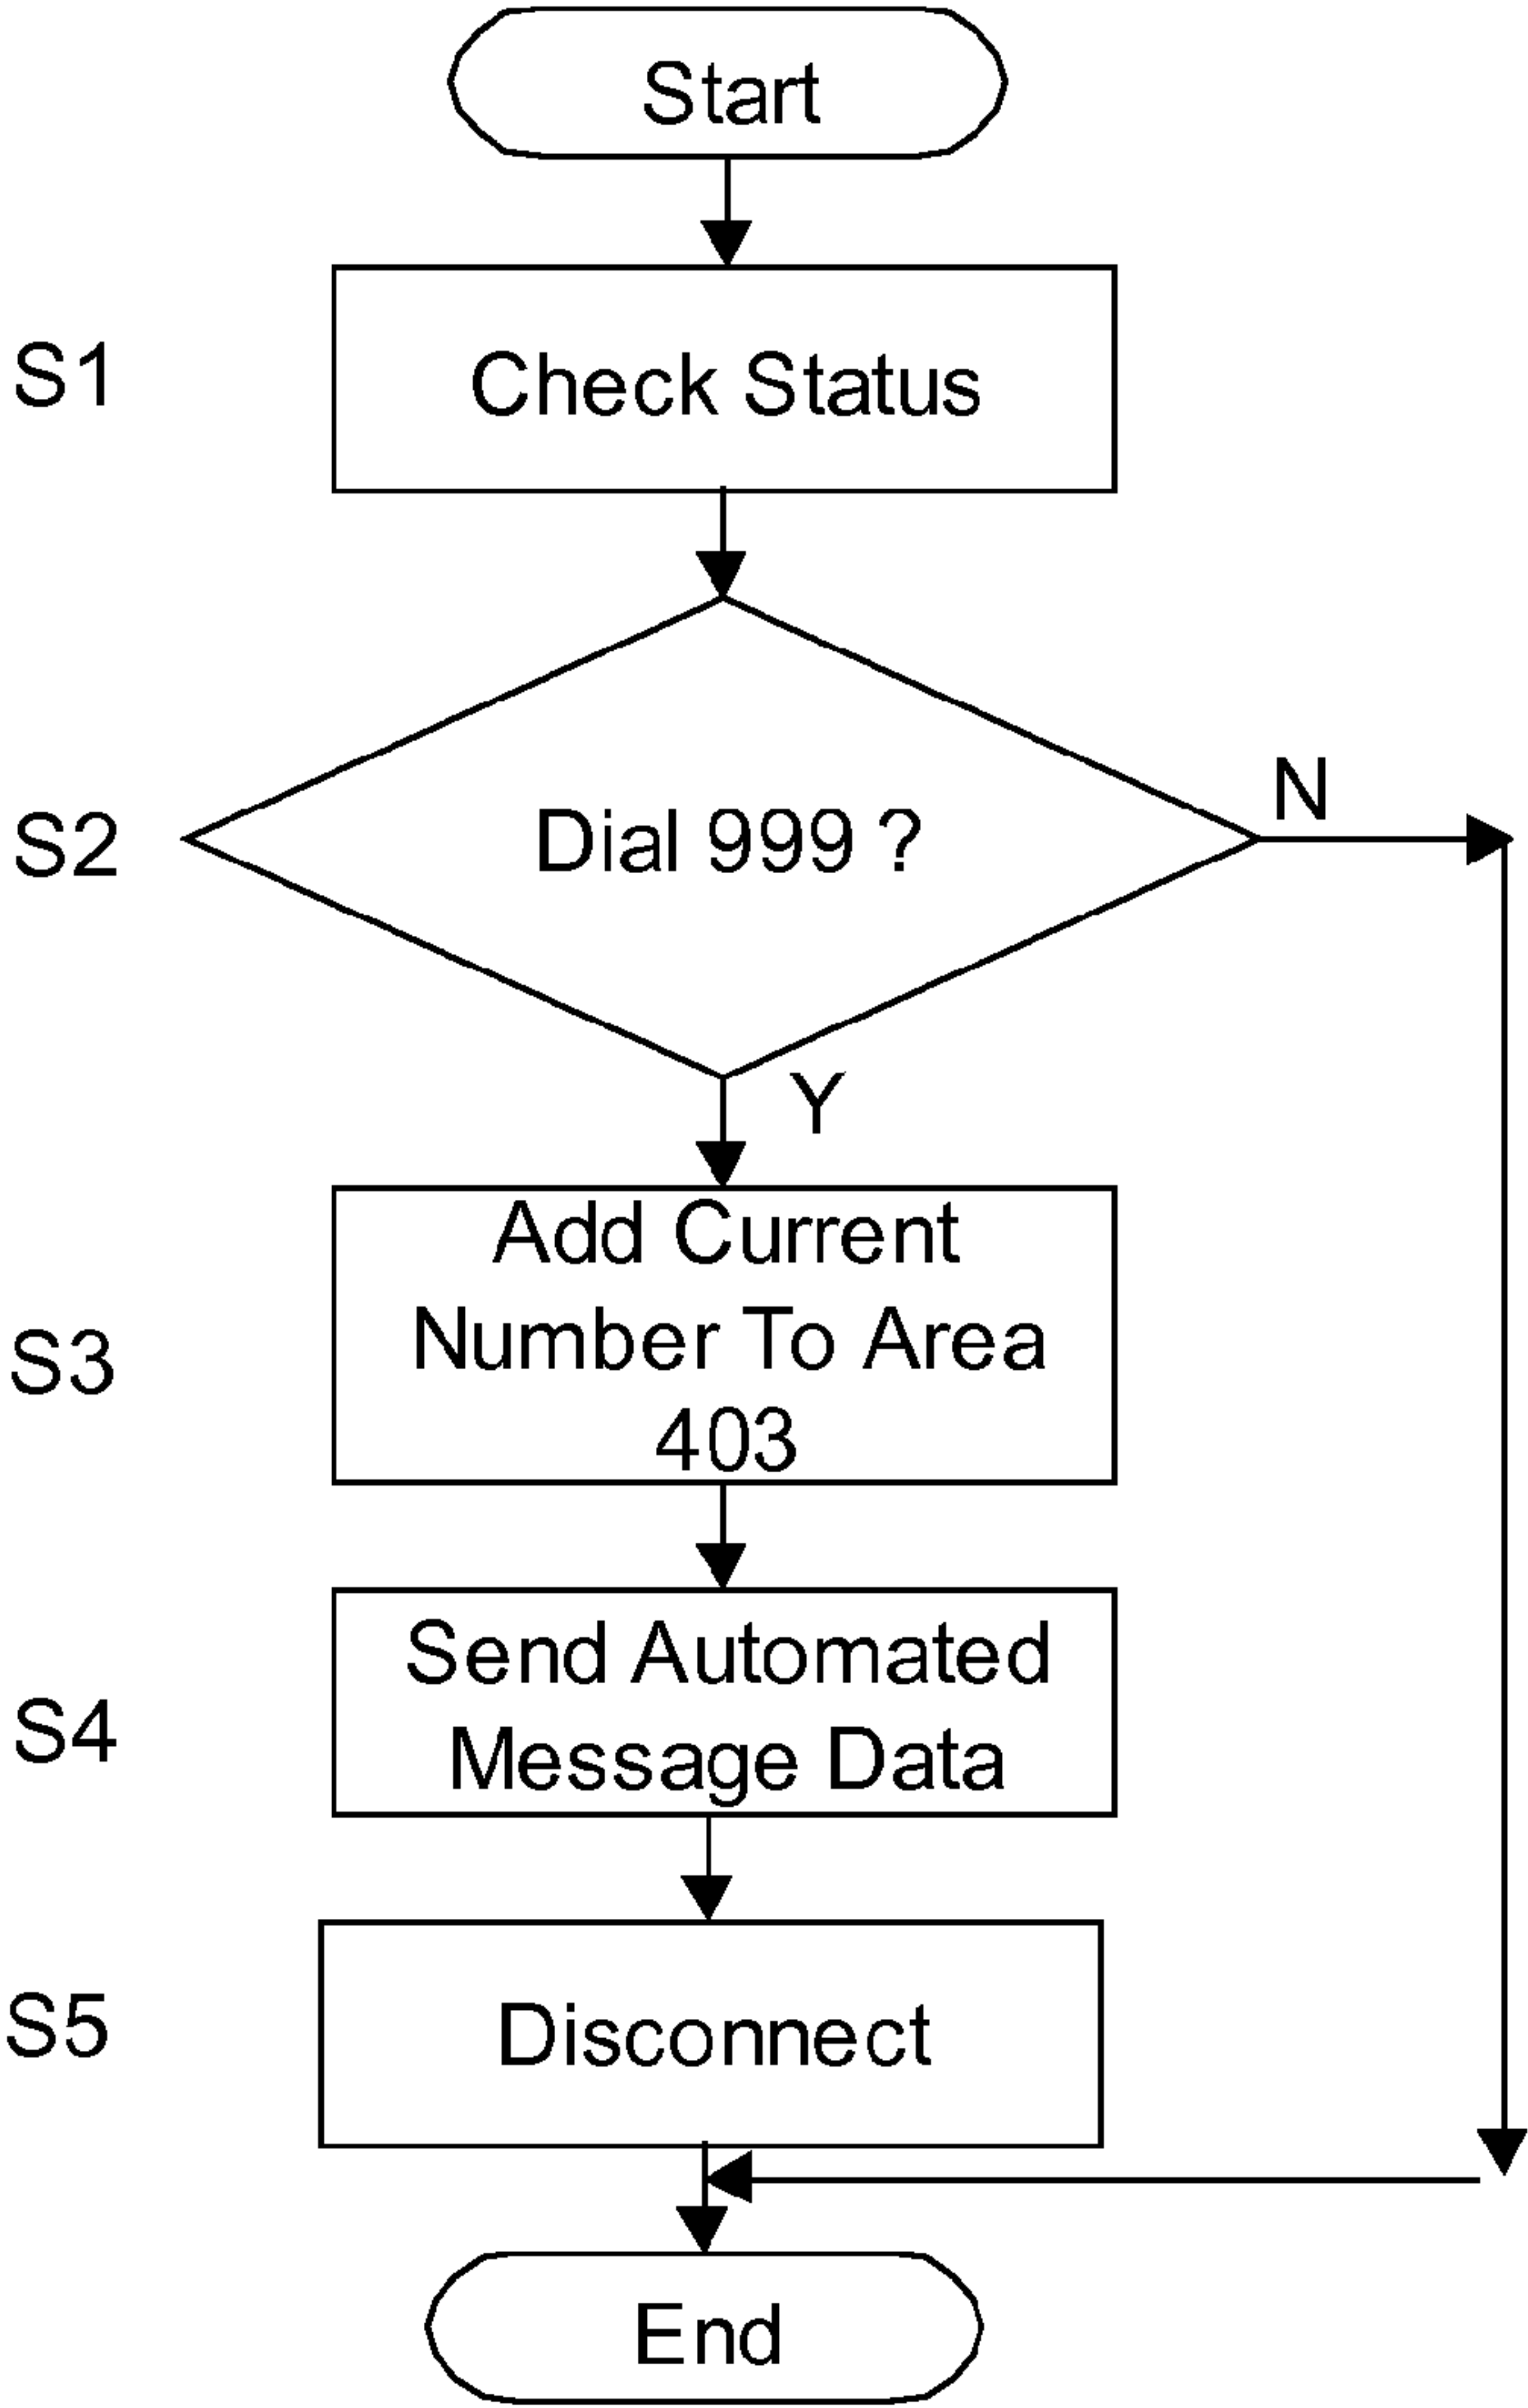 Start
S1
Check Status
S2
Dial 999 ?
N
Y
S3
Add Current
Number To Area
403
S4
Send Automated
Message Data
S5
Disconnect
End